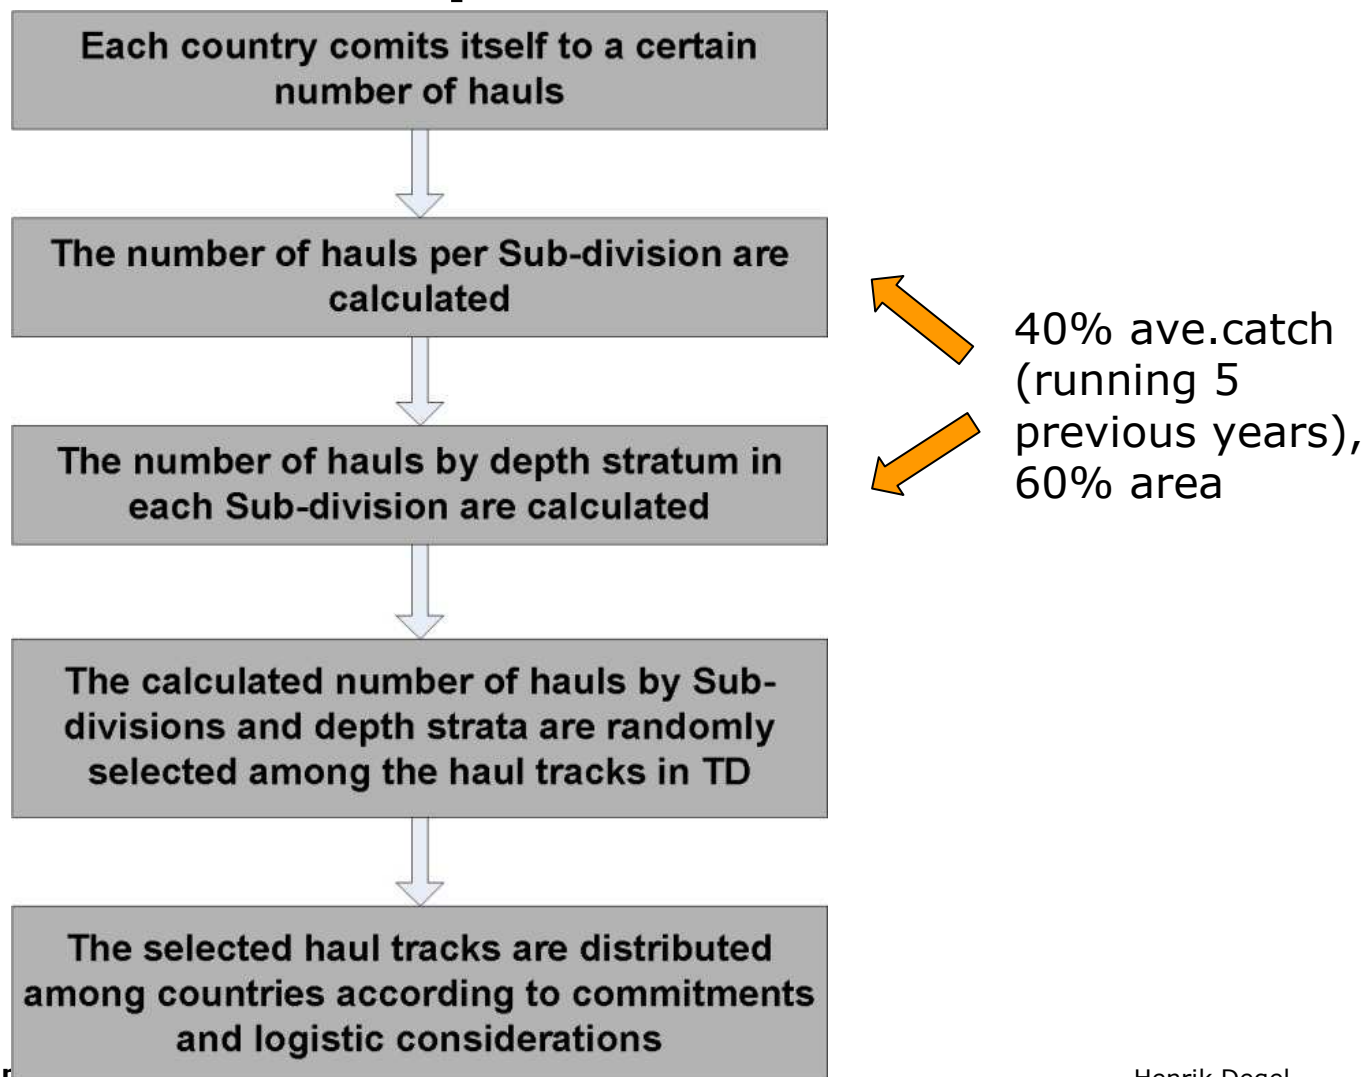 Each country comits itself to a certain
number of hauls
The number of hauls per Sub-division are
calculated
40% ave.catch
(running 5
previous years),
60% area
The number of hauls by depth stratum in
each Sub-division are calculated
The calculated number of hauls by Sub-
divisions and depth strata are randomly
selected among the haul tracks in TD
The selected haul tracks are distributed
among countries according to commitments
and logistic considerations
Henrik Degel